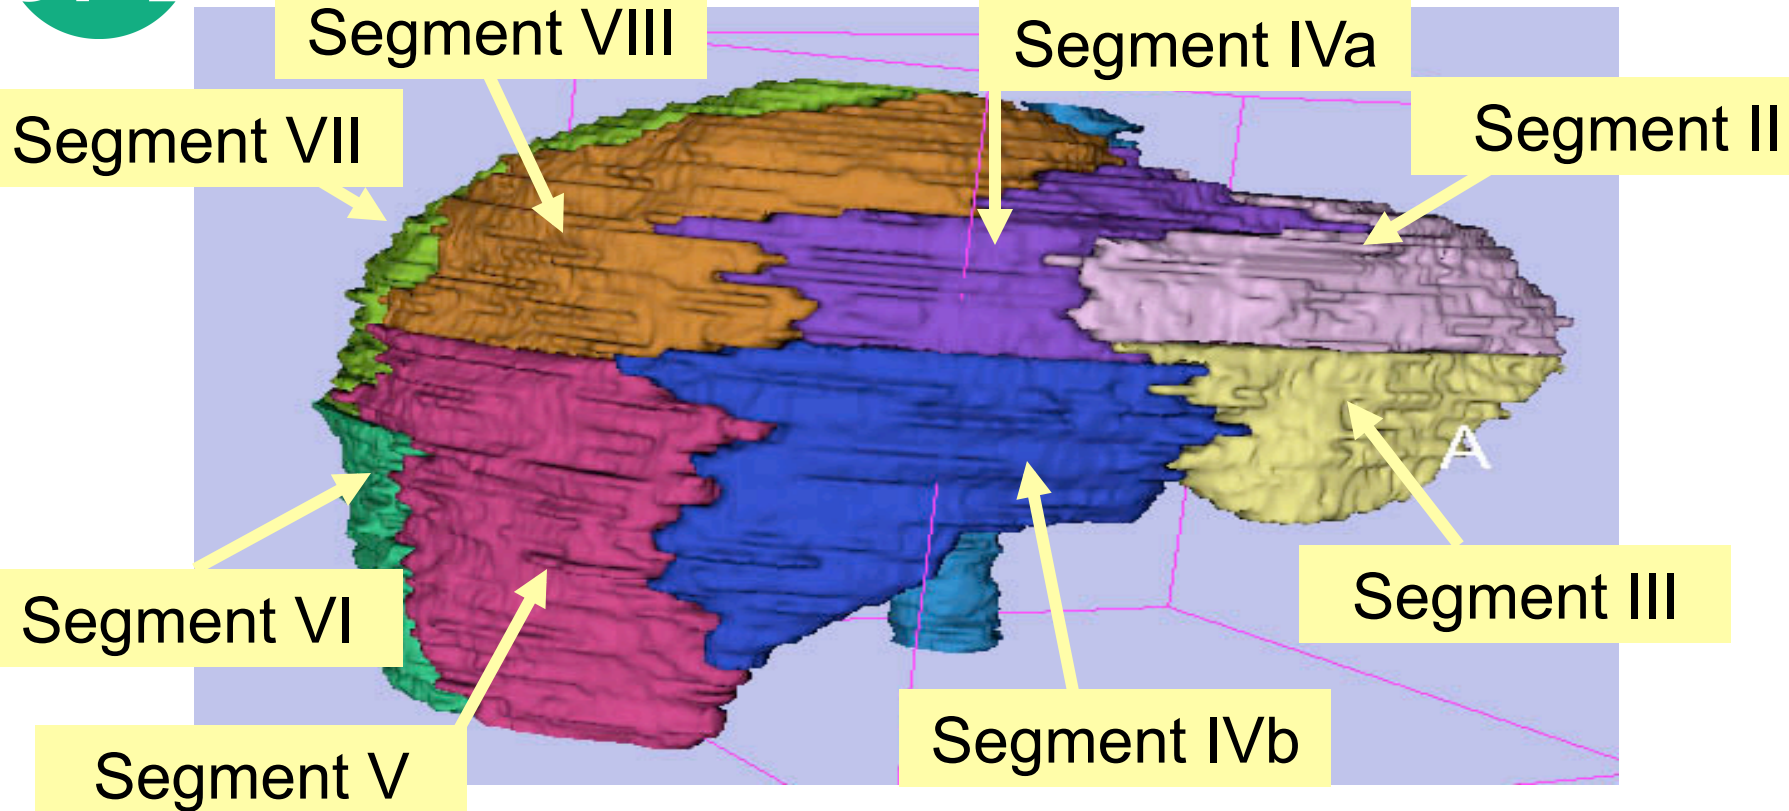 Segment VIII
Segment IVa
Segment VII
Segment II
A
Segment VI
Segment III
Segment V
Segment IVb